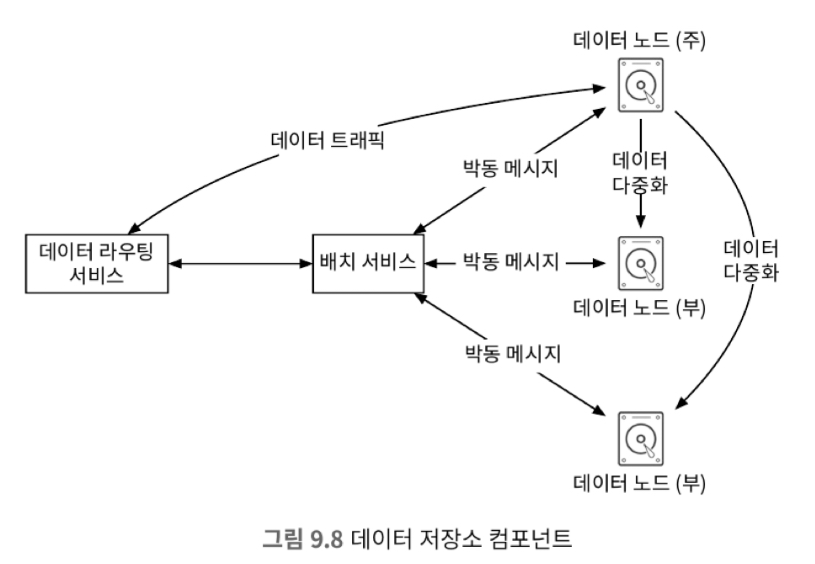 데이터 노드 (주)
데이터 트래픽
박동 메시지
데이터
다중화
데이터 라우팅
서비스
배치 서비스
박동 메시지
데이터
다중화
데이터 노드 (부)
박동 메시지
데이터 노드 (부)
그림 9.8 데이터 저장소 컴포넌트